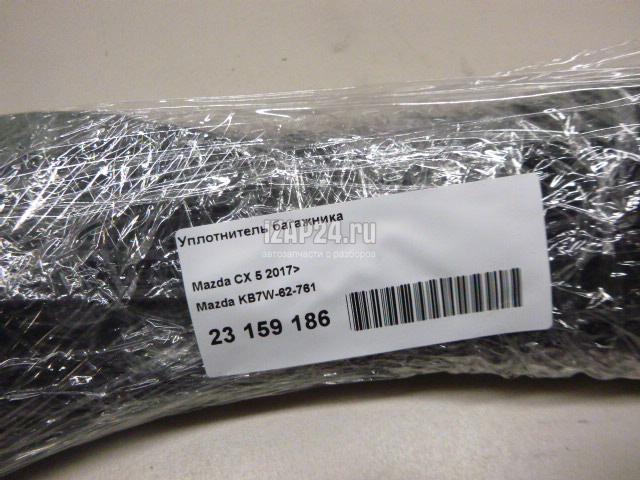 Уплотнитель багажника
IZAP24.ru
автозапчасти с разборов
Mazda CX 5 2017>
Mazda KB7W-62-761
23 159 186